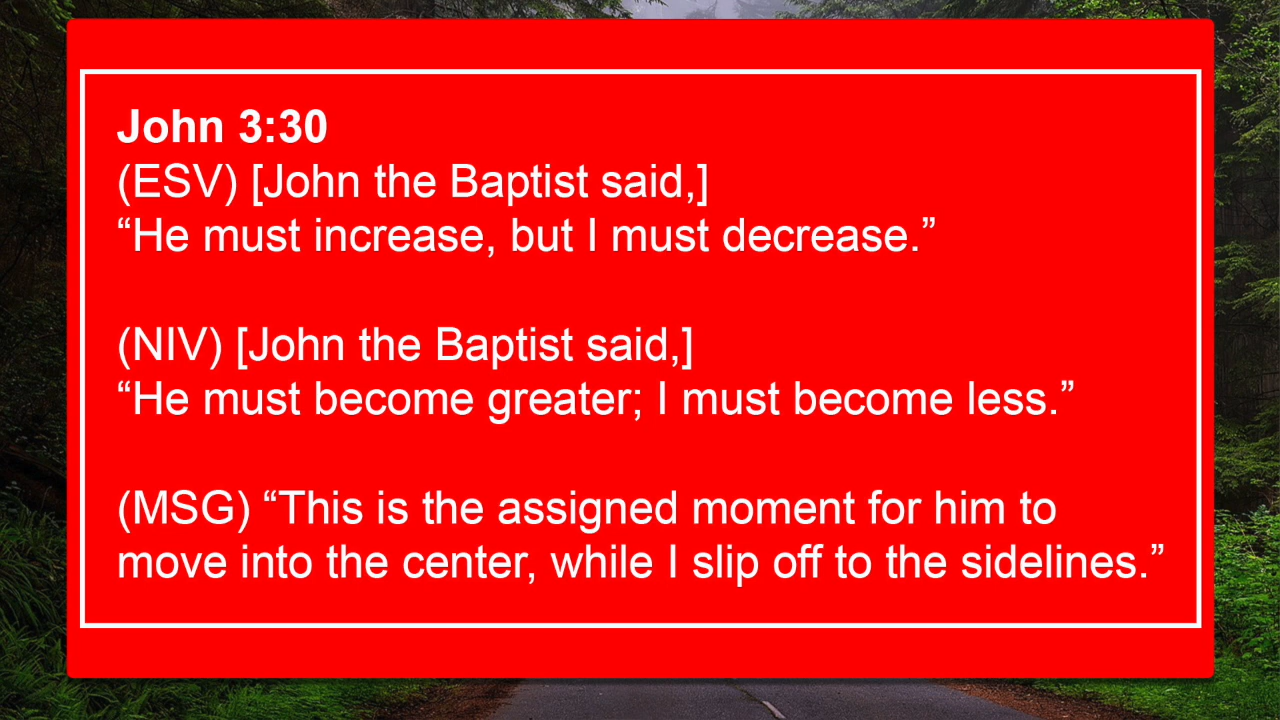 John 3:30
(ESV) [John the Baptist said,]
“He must increase, but I must decrease.”
(NIV) [John the Baptist said,]
“He must become greater; I must become less.”
(MSG) “This is the assigned moment for him to
move into the center, while I slip off to the sidelines.”